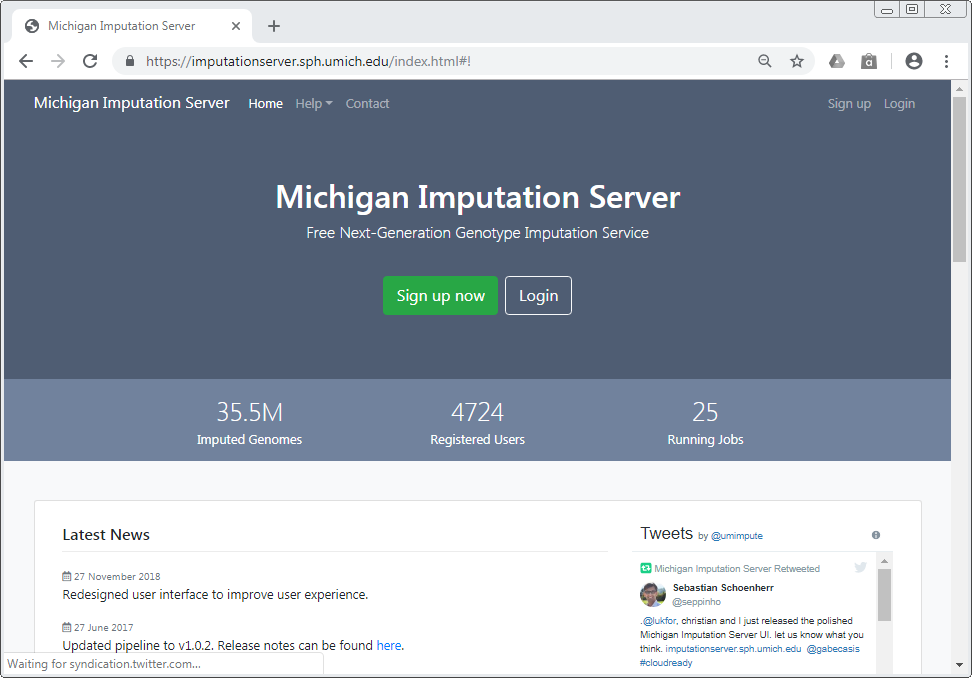 Michigan Imputation Server
https://imputationserver.sph.umich.edu/index.html#!
Michigan Imputation Server Home Help Contact Sign up Login
Michigan Imputation Server
Free Next-Generation Genotype Imputation Service
Sign up now Login
35.5M 4724 25
Imputed Genomes Registered Users Running Jobs
Latest News
27 November 2018
Redesigned user interface to improve user experience.
27 June 2017
Updated pipeline to v1.0.2. Release notes can be found here.
Tweets by @umimpute
Michigan Imputation Server Retweeted
Sebastian Schoenherr
@seppinho
.@lukfor, christian and I just released the polished
Michigan Imputation Server UI. let us know what you
think. imputationserver.sph.umich.edu @gabecasis
#cloudready
Waiting for syndication.twitter.com...